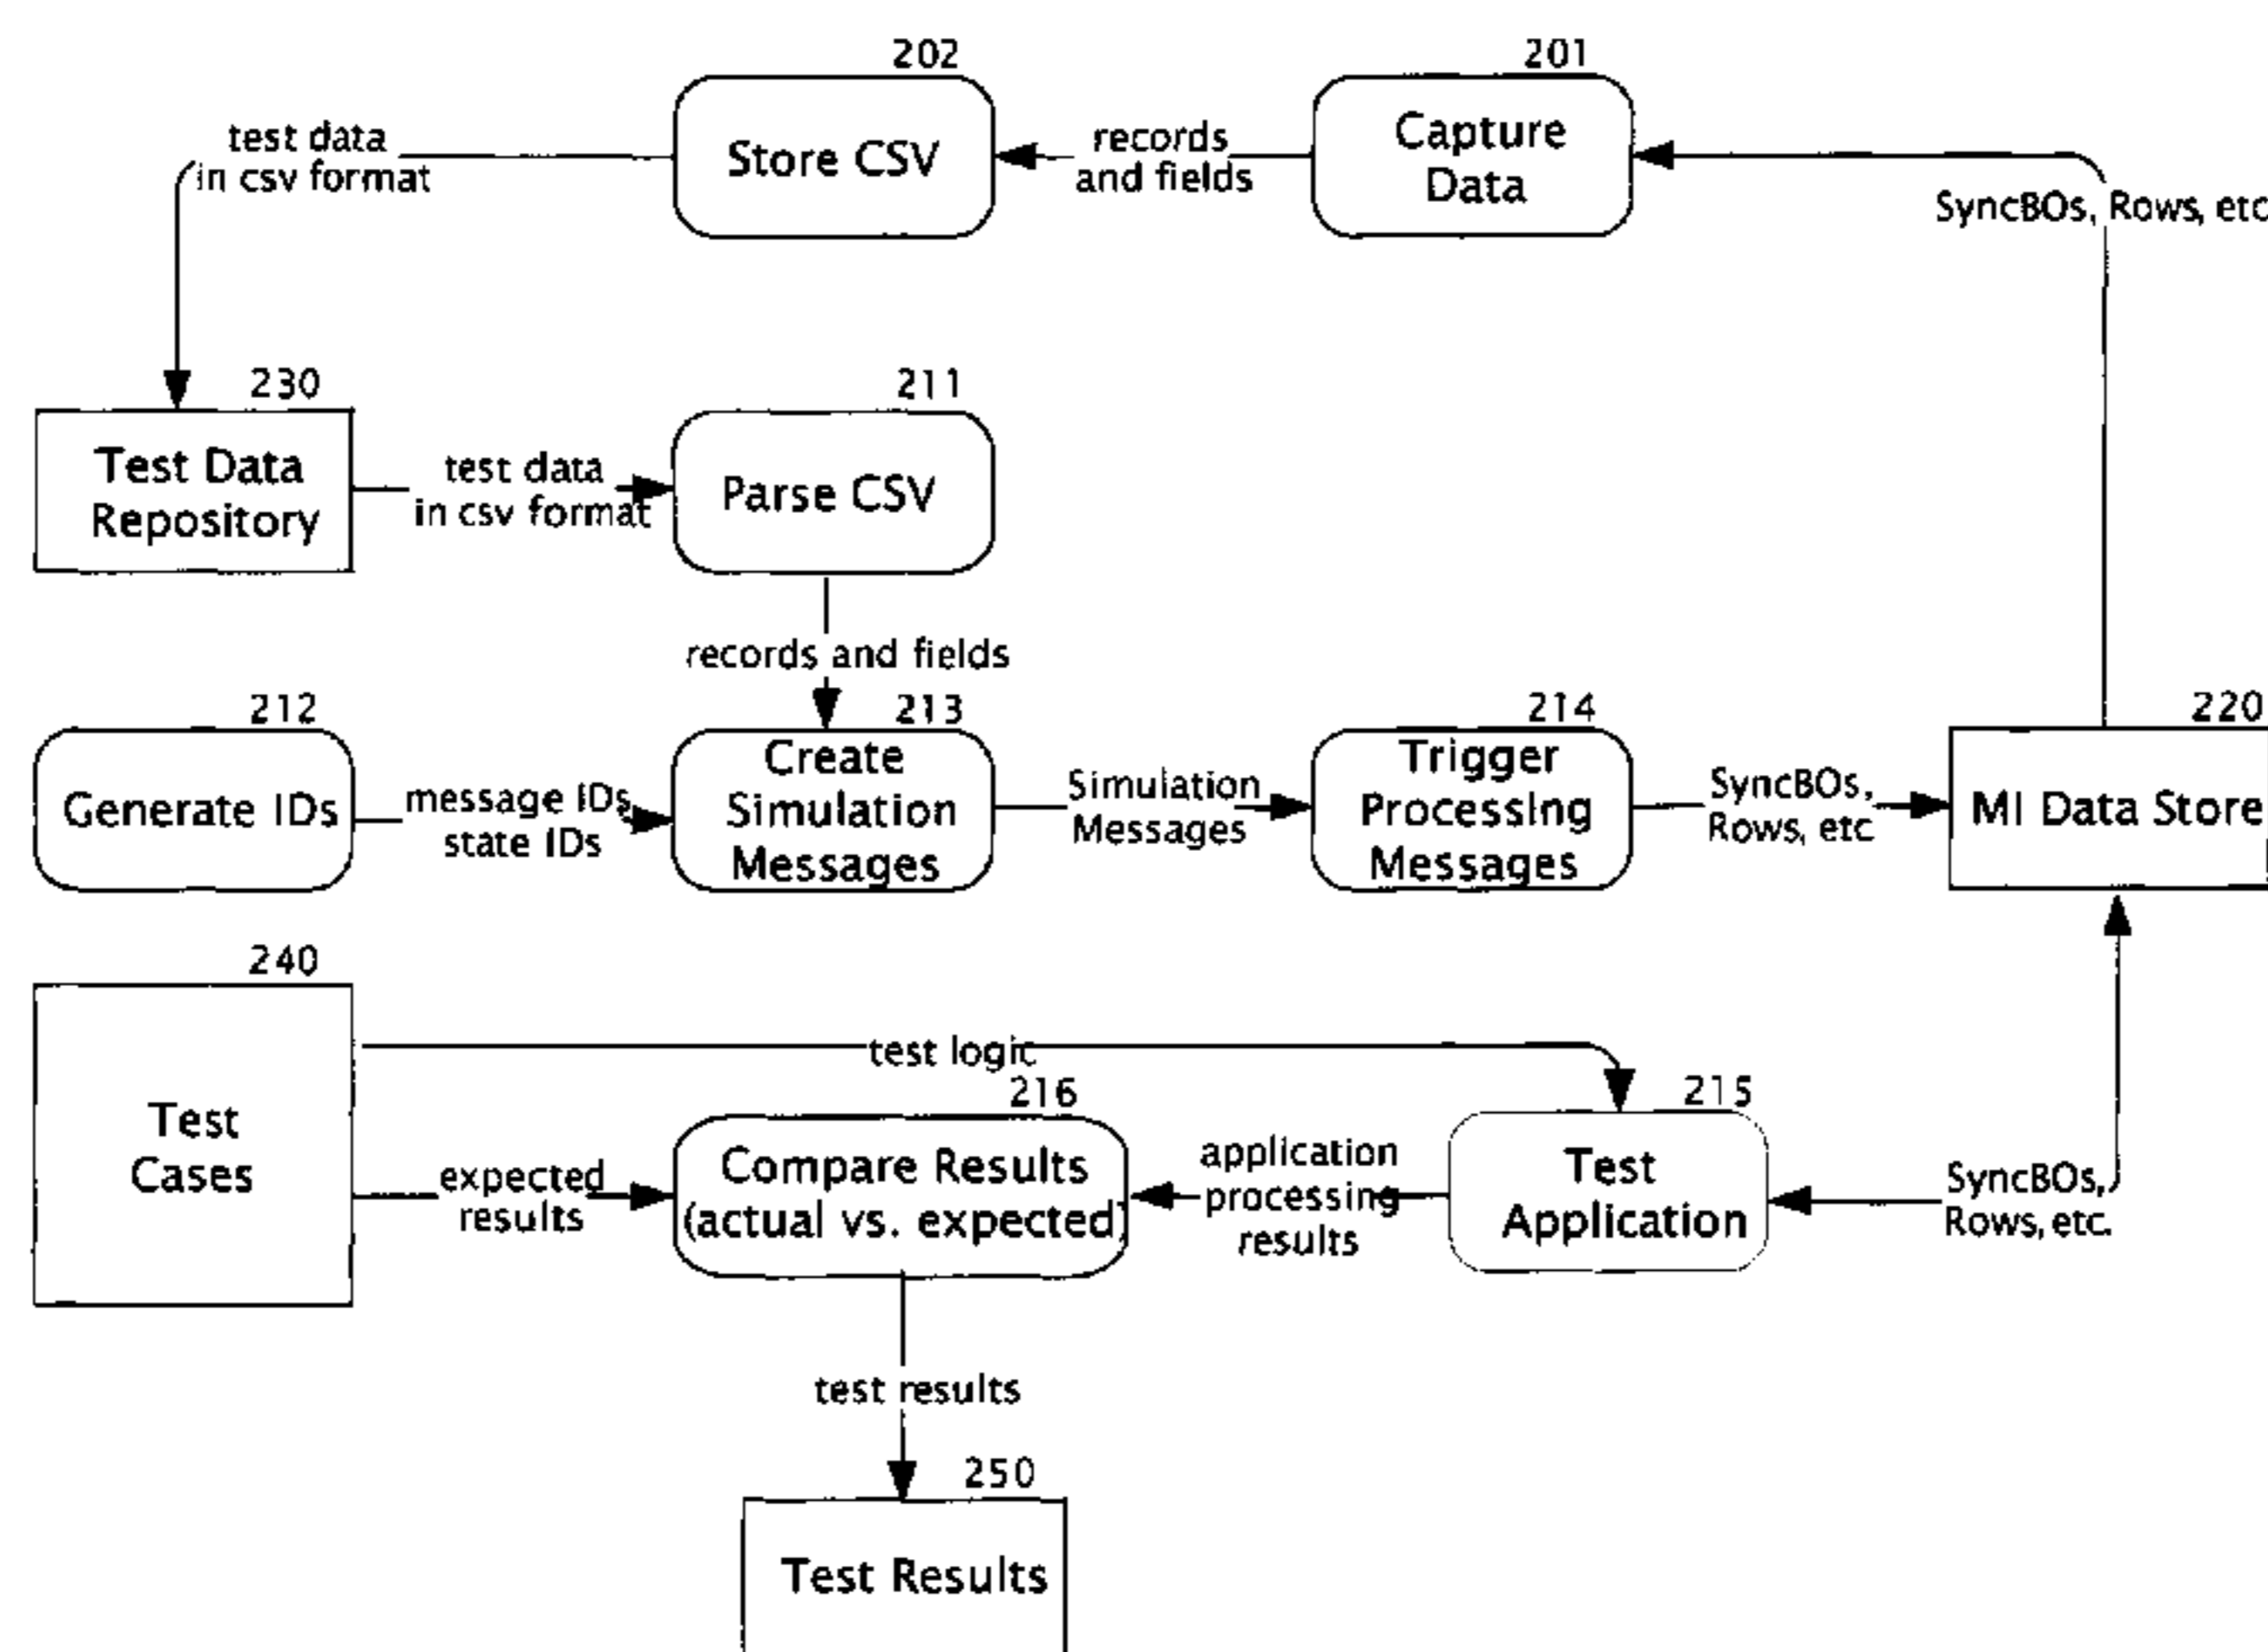 202
201
Store CSV
Capture
Data
test data
in csv format
records
and fields
SyncBOs, Rows, etc
230
211
Test Data
Repository
test data
in csv format
Parse CSV
records and fields
212
213
214
220
Generate IDs
message IDs,
state IDs
Create
Simulation
Messages
Simulation
Messages
Trigger
Processing
Messages
SyncBOs,
Rows, etc
MI Data Store
240
Test
Cases
test logic
216
215
expected
results
Compare Results
(actual vs. expected)
application
processing
results
Test
Application
SyncBOs,
Rows, etc.
test results
250
Test Results